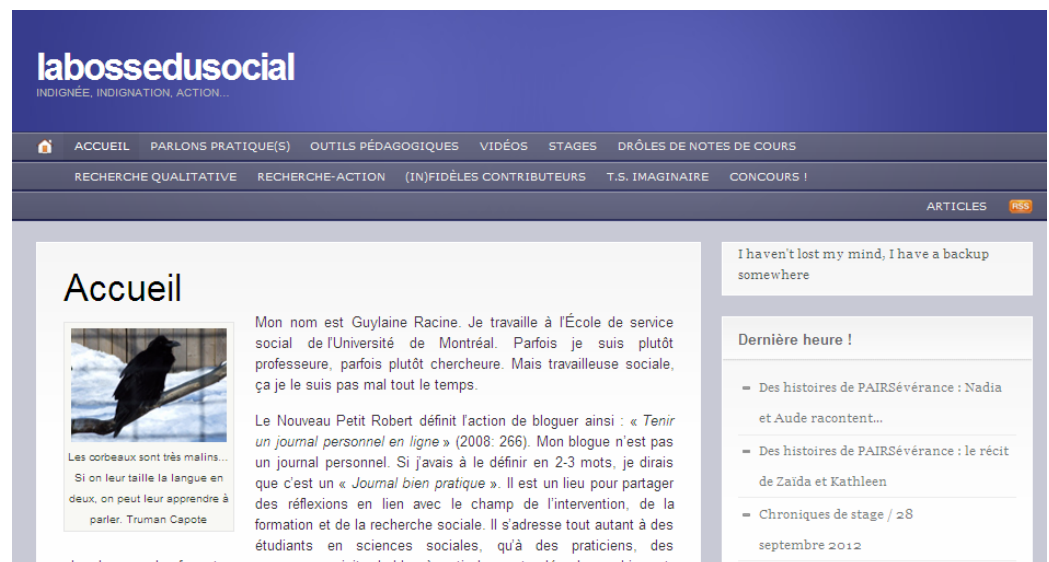 labossedusocial
INDIGNÉE, INDIGNATION, ACTION...
ACCUEIL PARLONS PRATIQUE(S) OUTILS PÉDAGOGIQUES VIDÉOS STAGES DRÔLES DE NOTES DE COURS
RECHERCHE QUALITATIVE RECHERCHE-ACTION (IN)FIDÈLES CONTRIBUTEURS T.S. IMAGINAIRE CONCOURS !
ARTICLES RSS
Accueil
Les corbeaux sont très malins...
Si on leur taille la langue en
deux, on peut leur apprendre à
parler. Truman Capote
Mon nom est Guylaine Racine. Je travaille à l'École de service
social de l'Université de Montréal. Parfois je suis plutôt
professeure, parfois plutôt chercheure. Mais travailleuse sociale,
ça je le suis pas mal tout le temps.
Le Nouveau Petit Robert définit l'action de bloguer ainsi : « Tenir
un journal personnel en ligne » (2008: 266). Mon blogue n'est pas
un journal personnel. Si j'avais à le définir en 2-3 mots, je dirais
que c'est un « Journal bien pratique ». Il est un lieu pour partager
des réflexions en lien avec le champ de l'intervention, de la
formation et de la recherche sociale. Il s'adresse tout autant à des
étudiants en sciences sociales, qu'à des praticiens, des
I haven't lost my mind, I have a backup
somewhere
Dernière heure !
Des histoires de PAIRSévérance : Nadia
et Aude racontent...
Des histoires de PAIRSévérance : le récit
de Zaïda et Kathleen
Chroniques de stage / 28
septembre 2012